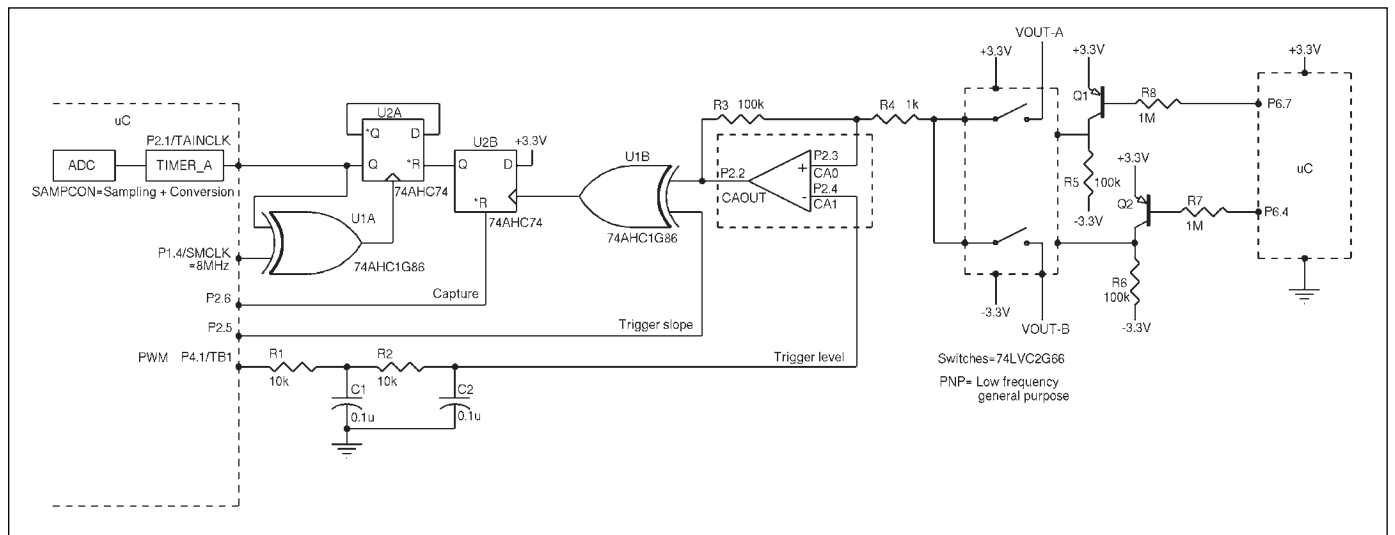 uC
ADC
TIMER_A
P2.1/TAINCLK
SAMPCON=Sampling + Conversion
P1.4/SMCLK
=8MHz
P2.6
P2.5
PWM P4.1/TB1
U1A
74AHC1G86
U2A
*Q D
Q *R
74AHC74
U2B
+3.3V
Q D
*R
74AHC74
U1B
74AHC1G86
Capture
Trigger slope
Trigger level
R1
10k
R2
10k
C1
0.1u
C2
0.1u
R3 100k
R4 1k
P2.2
CAOUT
P2.3
+
CA0
P2.4
-
CA1
+3.3V
VOUT-A
-3.3V
VOUT-B
+3.3V
Q1
R8
1M
R5
100k
-3.3V
+3.3V
Q2
R7
1M
R6
100k
-3.3V
+3.3V
P6.7
uC
P6.4
Switches=74LVC2G66
PNP= Low frequency
general purpose